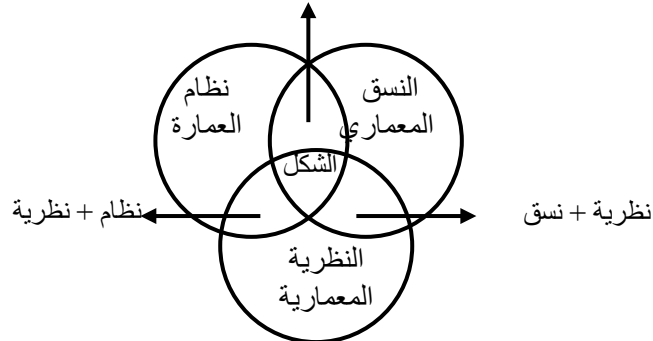 نظام
العمارة
النسق
المعماري
الشكل
نظام + نظرية
نظرية + نسق
النظرية
المعمارية